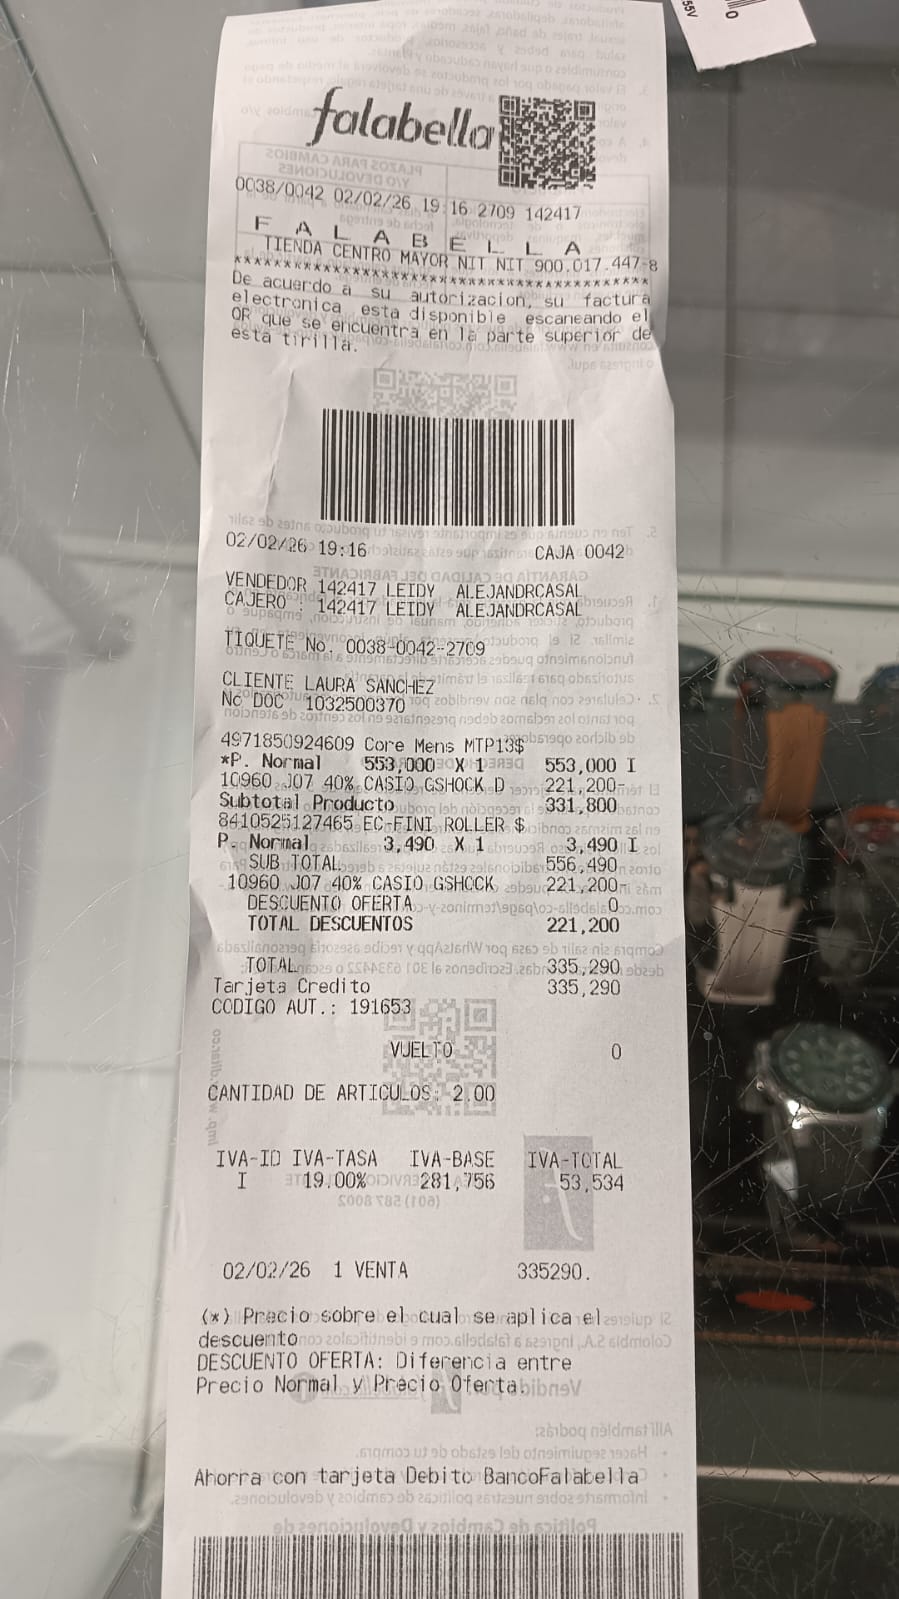 55V
0
falabella
0038/0042 02/02/26 19:16 2709 142417
F A L A B E L L A
TIENDA CENTRO MAYOR NIT NIT 900.017.447-8
******************************************
De acuerdo a su autorizacion, su factura
electronica esta disponible escaneando el
QR que se encuentra en la parte superior de
esta tirilla.
02/02/26 19:16 CAJA 0042
VENDEDOR 142417 LEIDY ALEJANDRCASAL
CAJERO : 142417 LEIDY ALEJANDRCASAL
TIQUETE No. 0038-0042-2709
CLIENTE LAURA SANCHEZ
No DOC 1032500370
4971850924609 Core Mens MTP13$
*P. Normal 553,000 X 1 553,000 I
10960 J07 40% CASIO GSHOCK D 221,200-
Subtotal Producto 331,800
8410525127465 EC-FINI ROLLER $
P. Normal 3,490 X 1 3,490 I
SUB TOTAL 556,490
10960 J07 40% CASIO GSHOCK 221,200-
DESCUENTO OFERTA 0
TOTAL DESCUENTOS 221,200
TOTAL 335,290
Tarjeta Credito 335,290
CODIGO AUT.: 191653
VUELTO 0
CANTIDAD DE ARTICULOS: 2.00
IVA-ID IVA-TASA IVA-BASE IVA-TOTAL
I 19.00% 281,756 53,534
02/02/26 1 VENTA 335290.
(*) Precio sobre el cual se aplica el
descuento
DESCUENTO OFERTA: Diferencia entre
Precio Normal y Precio Oferta.
Ahorra con tarjeta Debito BancoFalabella